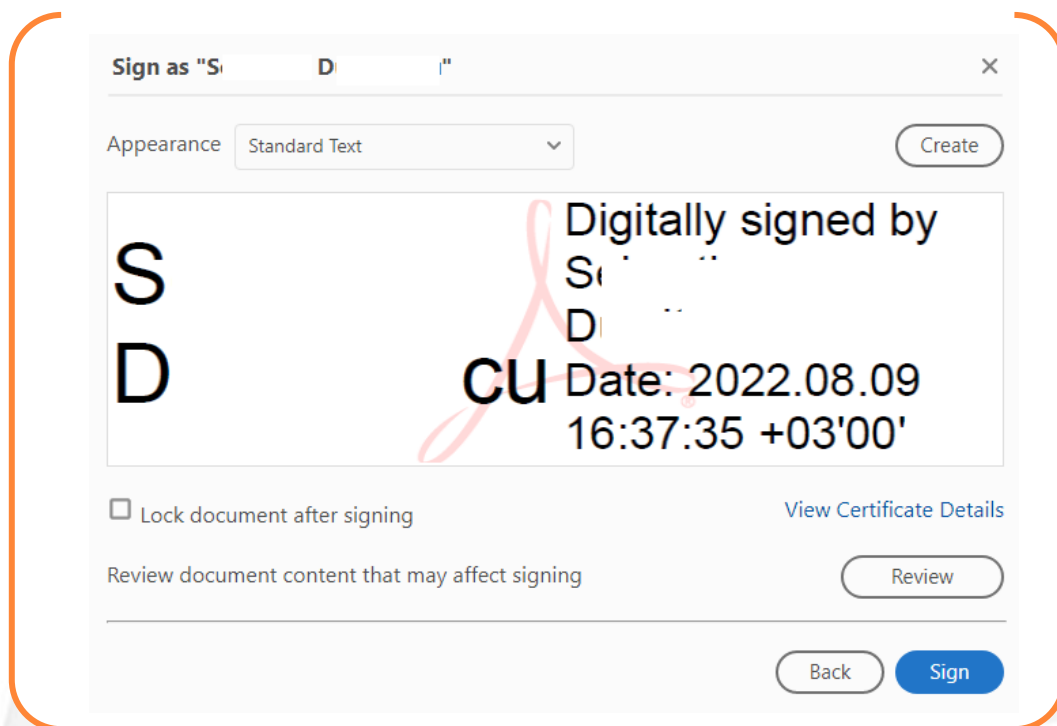 Sign as "S D "
Appearance Standard Text Create
S
D cu
Digitally signed by
S
D
Date: 2022.08.09
16:37:35 +03'00'
Lock document after signing View Certificate Details
Review document content that may affect signing Review
Back Sign